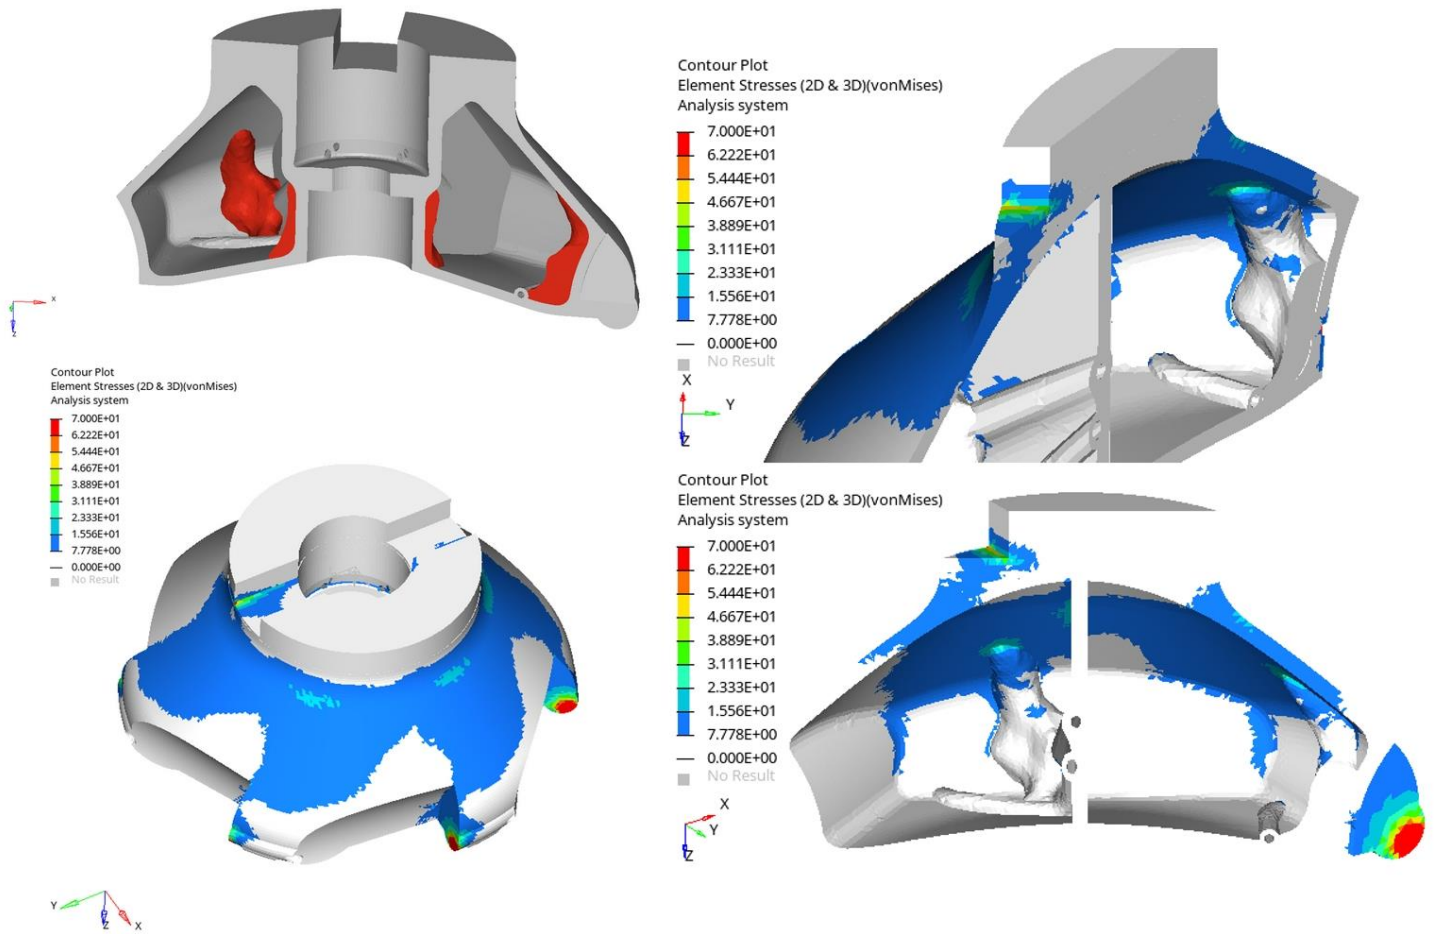 X
Z
Contour Plot
Element Stresses (2D & 3D)(vonMises)
Analysis system
7.000E+01
6.222E+01
5.444E+01
4.667E+01
3.889E+01
3.111E+01
2.333E+01
1.556E+01
7.778E+00
0.000E+00
No Result
X
Y
Z
Contour Plot
Element Stresses (2D & 3D)(vonMises)
Analysis system
7.000E+01
6.222E+01
5.444E+01
4.667E+01
3.889E+01
3.111E+01
2.333E+01
1.556E+01
7.778E+00
0.000E+00
No Result
Y
Z
X
Contour Plot
Element Stresses (2D & 3D)(vonMises)
Analysis system
7.000E+01
6.222E+01
5.444E+01
4.667E+01
3.889E+01
3.111E+01
2.333E+01
1.556E+01
7.778E+00
0.000E+00
No Result
X
Y
Z